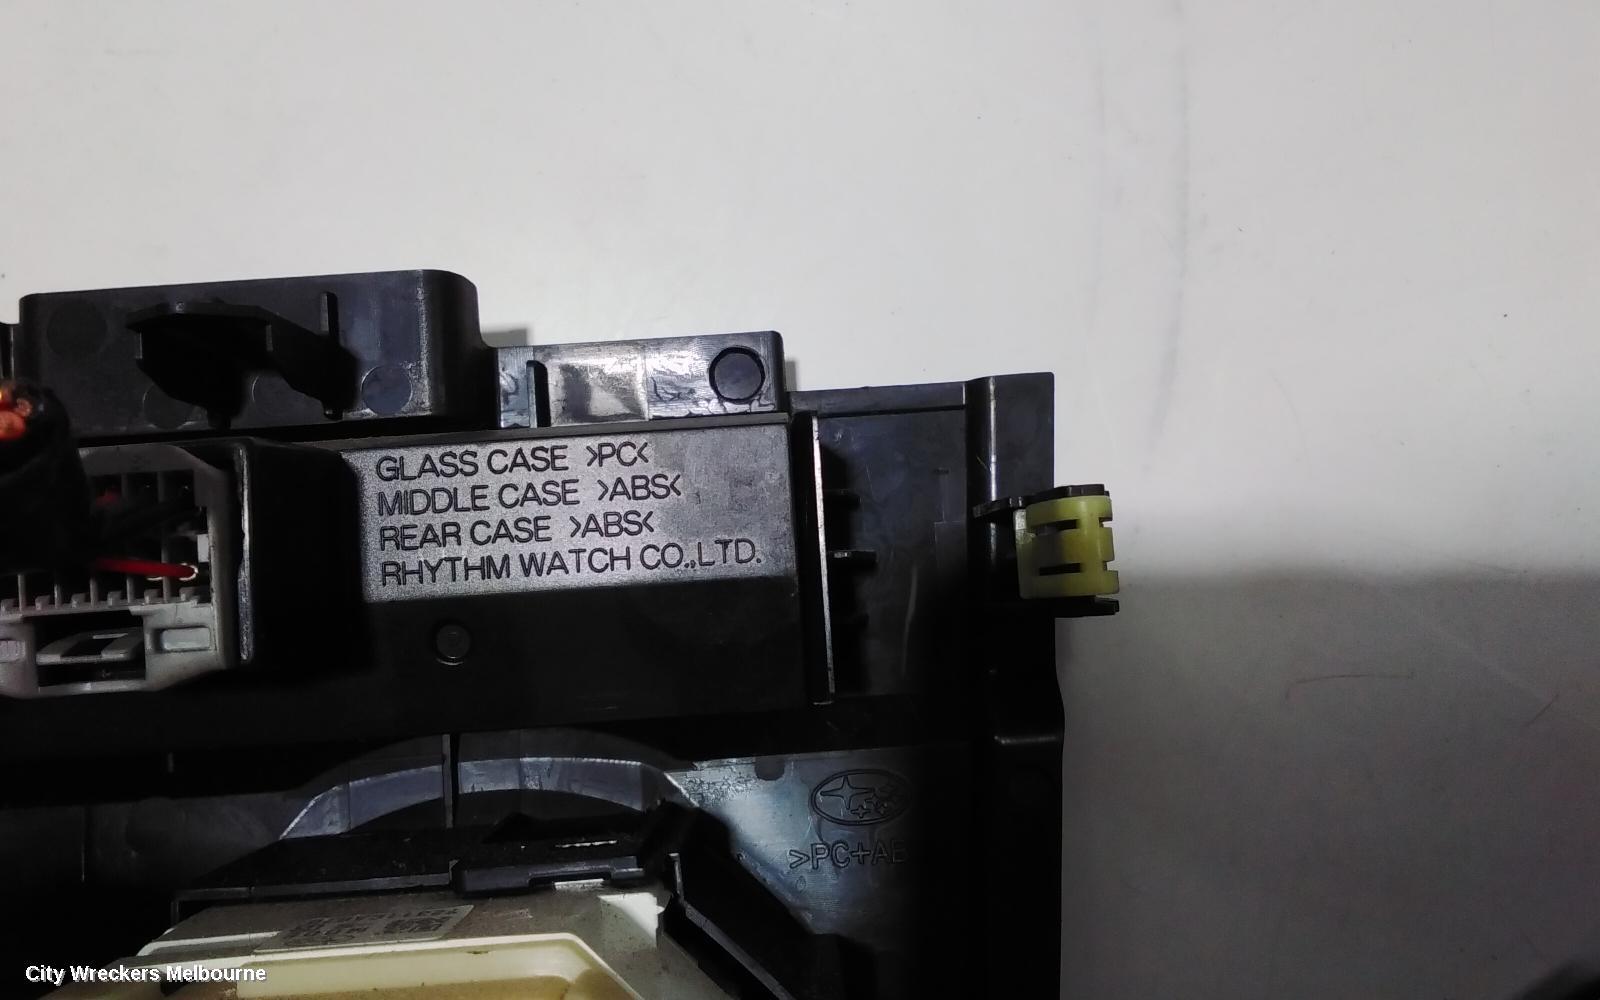 GLASS CASE >PC<
MIDDLE CASE >ABS<
REAR CASE >ABS<
RHYTHM WATCH CO.,LTD.
>PC+AB
City Wreckers Melbourne